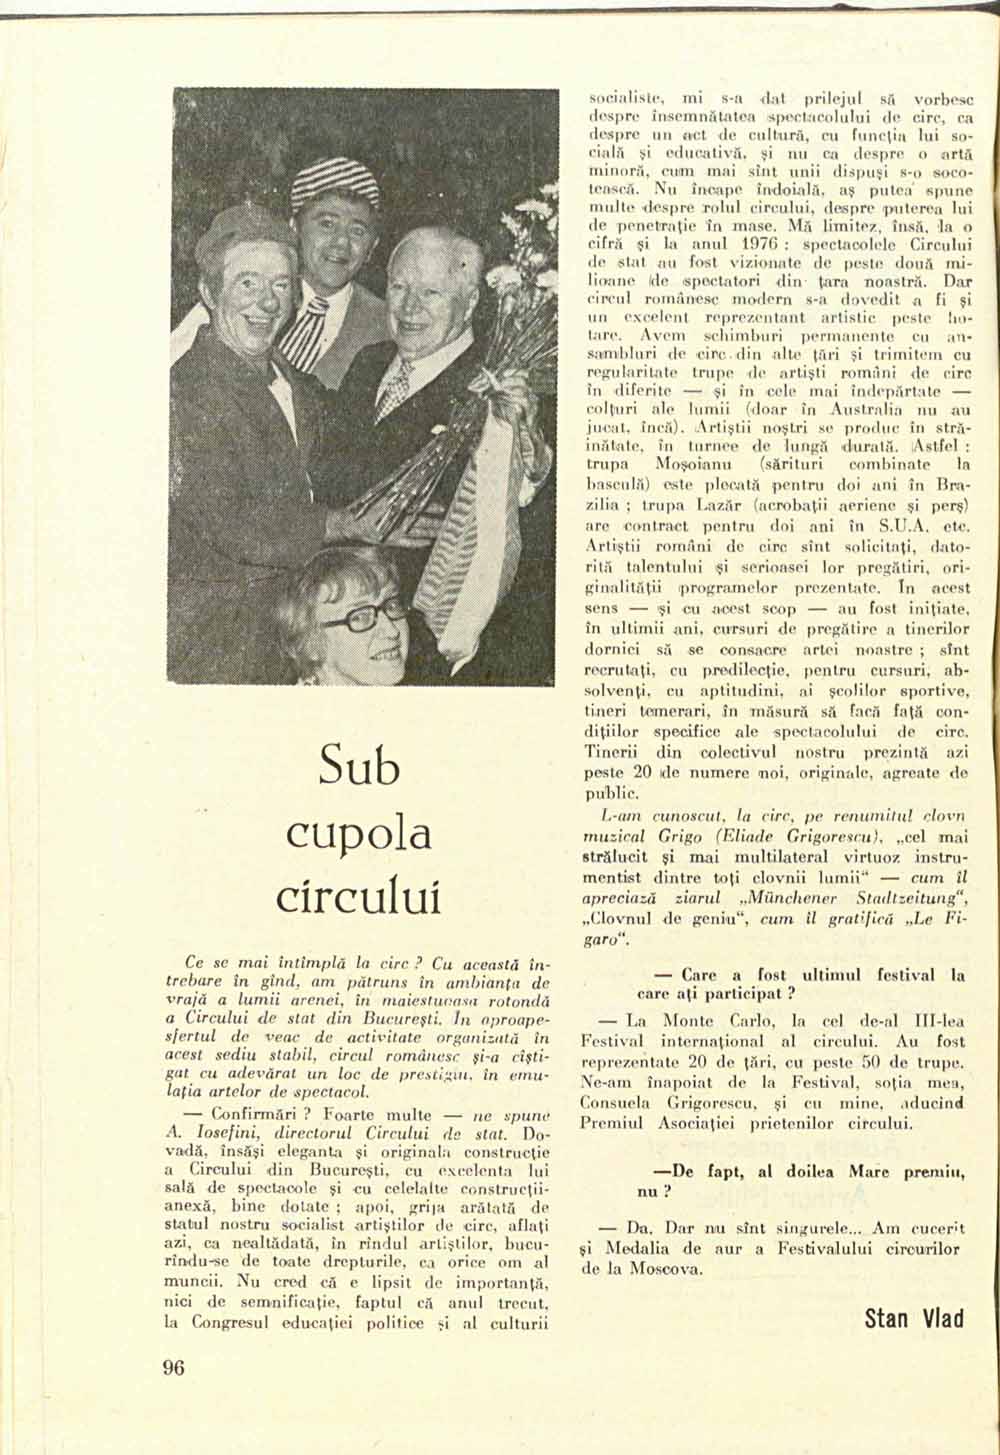 Sub
cupola
circului
Ce se mai întîmplă la circ ? Cu această în-
trebare în gînd, am pătruns în ambianța de
vrajă a lumii arenei, în maiestuoasa rotondă
a Circului de stat din București. In aproape-
sfertul de veac de activitate organizată în
acest sediu stabil, circul românesc și-a cîști-
gat cu adevărat un loc de prestigiu, în emu-
lația artelor de spectacol.
— Confirmări ? Foarte multe — ne spune
A. Iosefini, directorul Circului de stat. Do-
vadă, însăși eleganta și originala construcție
a Circului din București, cu excelenta lui
sală de spectacole și cu celelalte construcții-
anexă, bine dotate ; apoi, grija arătată de
statul nostru socialist artiștilor de circ, aflați
azi, ca nealtădată, în rîndul artiștilor, bucu-
rîndu-se de toate drepturile, ca orice om al
muncii. Nu cred că e lipsit de importanță,
nici de semnificație, faptul că anul trecut,
la Congresul educației politice și al culturii
socialiste, mi s-a dat prilejul să vorbesc
despre însemnătatea spectacolului de circ, ca
despre un act de cultură, cu funcția lui so-
cială și educativă, și nu ca despre o artă
minoră, cum mai sînt unii dispuși s-o soco-
tească. Nu încape îndoială, aș putea spune
multe despre rolul circului, despre puterea lui
de penetrație în mase. Mă limitez, însă, la o
cifră și la anul 1976 : spectacolele Circului
de stat au fost vizionate de peste două mi-
lioane de spectatori din țara noastră. Dar
circul românesc modern s-a dovedit a fi și
un excelent reprezentant artistic peste ho-
tare. Avem schimburi permanente cu an-
sambluri de circ din alte țări și trimitem cu
regularitate trupe de artiști români de circ
în diferite — și în cele mai îndepărtate —
colțuri ale lumii (doar în Australia nu au
jucat, încă). Artiștii noștri se produc în stră-
inătate, în turnee de lungă durată. Astfel :
trupa Moșoianu (sărituri combinate la
basculă) este plecată pentru doi ani în Bra-
zilia ; trupa Lazăr (acrobații aeriene și perș)
are contract pentru doi ani în S.U.A. etc.
Artiștii români de circ sînt solicitați, dato-
rită talentului și serioasei lor pregătiri, ori-
ginalității programelor prezentate. În acest
sens — și cu acest scop — au fost inițiate,
în ultimii ani, cursuri de pregătire a tinerilor
dornici să se consacre artei noastre ; sînt
recrutați, cu predilecție, pentru cursuri, ab-
solvenți, cu aptitudini, ai școlilor sportive,
tineri temerari, în măsură să facă față con-
dițiilor specifice ale spectacolului de circ.
Tinerii din colectivul nostru prezintă azi
peste 20 de numere noi, originale, agreate de
public.
L-am cunoscut, la circ, pe renumitul clovn
muzical Grigo (Eliade Grigorescu), „cel mai
strălucit și mai multilateral virtuoz instru-
mentist dintre toți clovnii lumii“ — cum îl
apreciază ziarul „Münchener Stadtzeitung“,
„Clovnul de geniu“, cum îl gratifică „Le Fi-
garo“.
— Care a fost ultimul festival la
care ați participat ?
— La Monte Carlo, la cel de-al III-lea
Festival internațional al circului. Au fost
reprezentate 20 de țări, cu peste 50 de trupe.
Ne-am înapoiat de la Festival, soția mea,
Consuela Grigorescu, și cu mine, aducînd
Premiul Asociației prietenilor circului.
—De fapt, al doilea Mare premiu,
nu ?
— Da. Dar nu sînt singurele... Am cucerit
și Medalia de aur a Festivalului circurilor
de la Moscova.
Stan Vlad
96